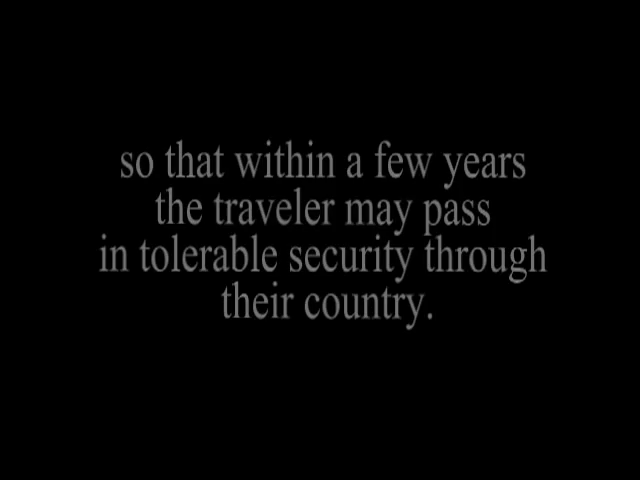 so that within a few years
the traveler may pass
in tolerable security through
their country.